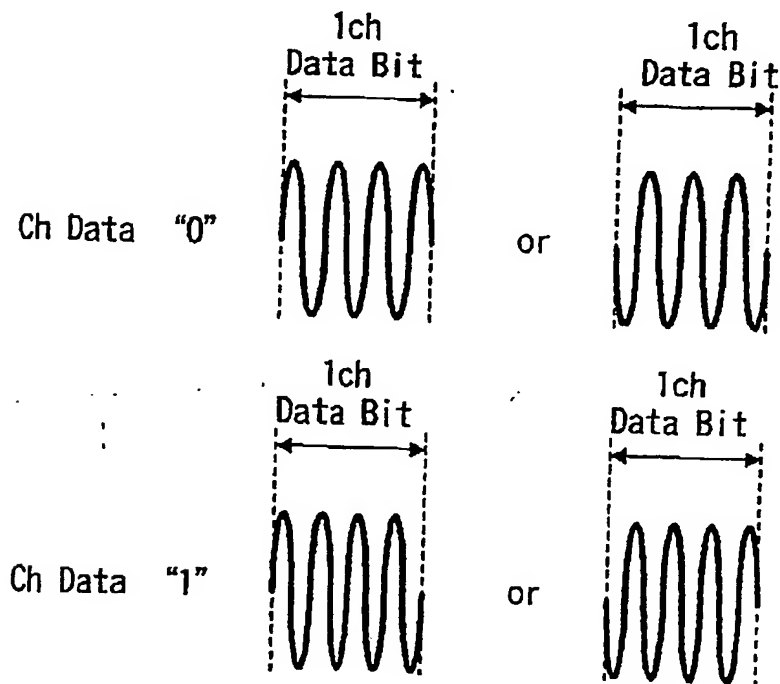 1ch
Data Bit
1ch
Data Bit
Ch Data "0"
or
1ch
Data Bit
1ch
Data Bit
Ch Data "1"
or